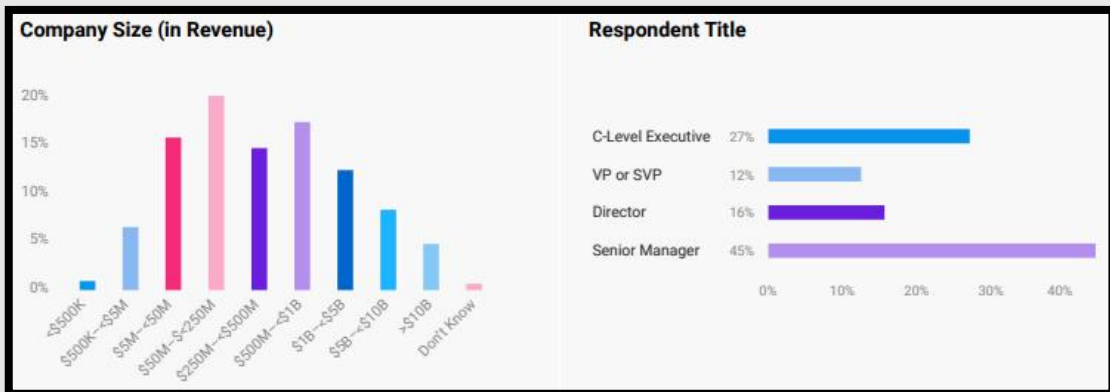 Company Size (in Revenue)
20%
15%
10%
5%
0%
<$500K
$500K–<$5M
$5M–<50M
$50M–$<250M
$250M–<$500M
$500M–<$1B
$1B–<$5B
$5B–<$10B
>$10B
Don't Know
Respondent Title
C-Level Executive 27%
VP or SVP 12%
Director 16%
Senior Manager 45%
0% 10% 20% 30% 40%